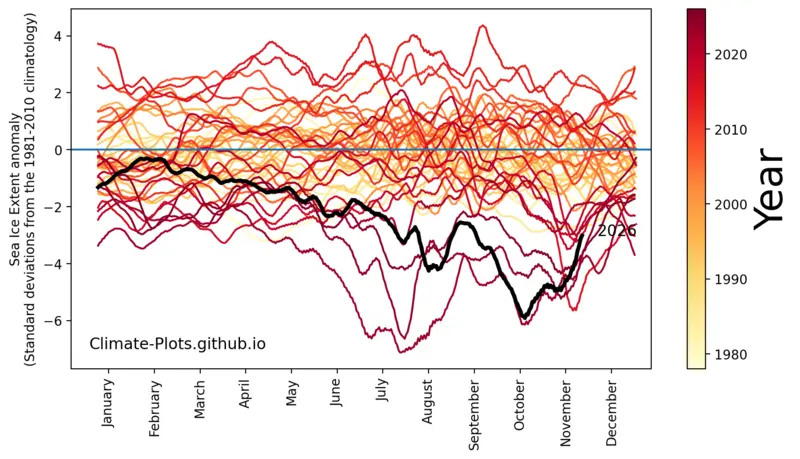 Sea Ice Extent anomaly
(Standard deviations from the 1981-2010 climatology)
4
2
0
−2
−4
−6
2026
Climate-Plots.github.io
January
February
March
April
May
June
July
August
September
October
November
December
2020
2010
2000
1990
1980
Year